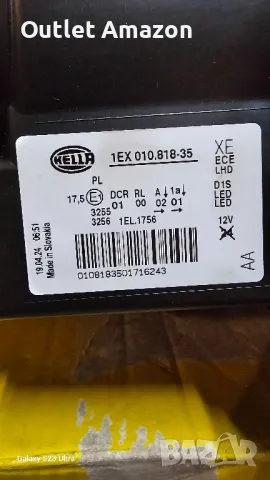 Outlet Amazon
HELLA
1EX 010.818-35
XE
ECE
LHD
PL
17,5 E1 DCR RL A↓ 1a↓
01 00 02 01
3255
3256 1EL.1756
D1S
LED
LED
12V
X
19.04.24 06:51
Made in Slovakia
0108183501716243
AA
Galaxy S23 Ultra
BAZAR